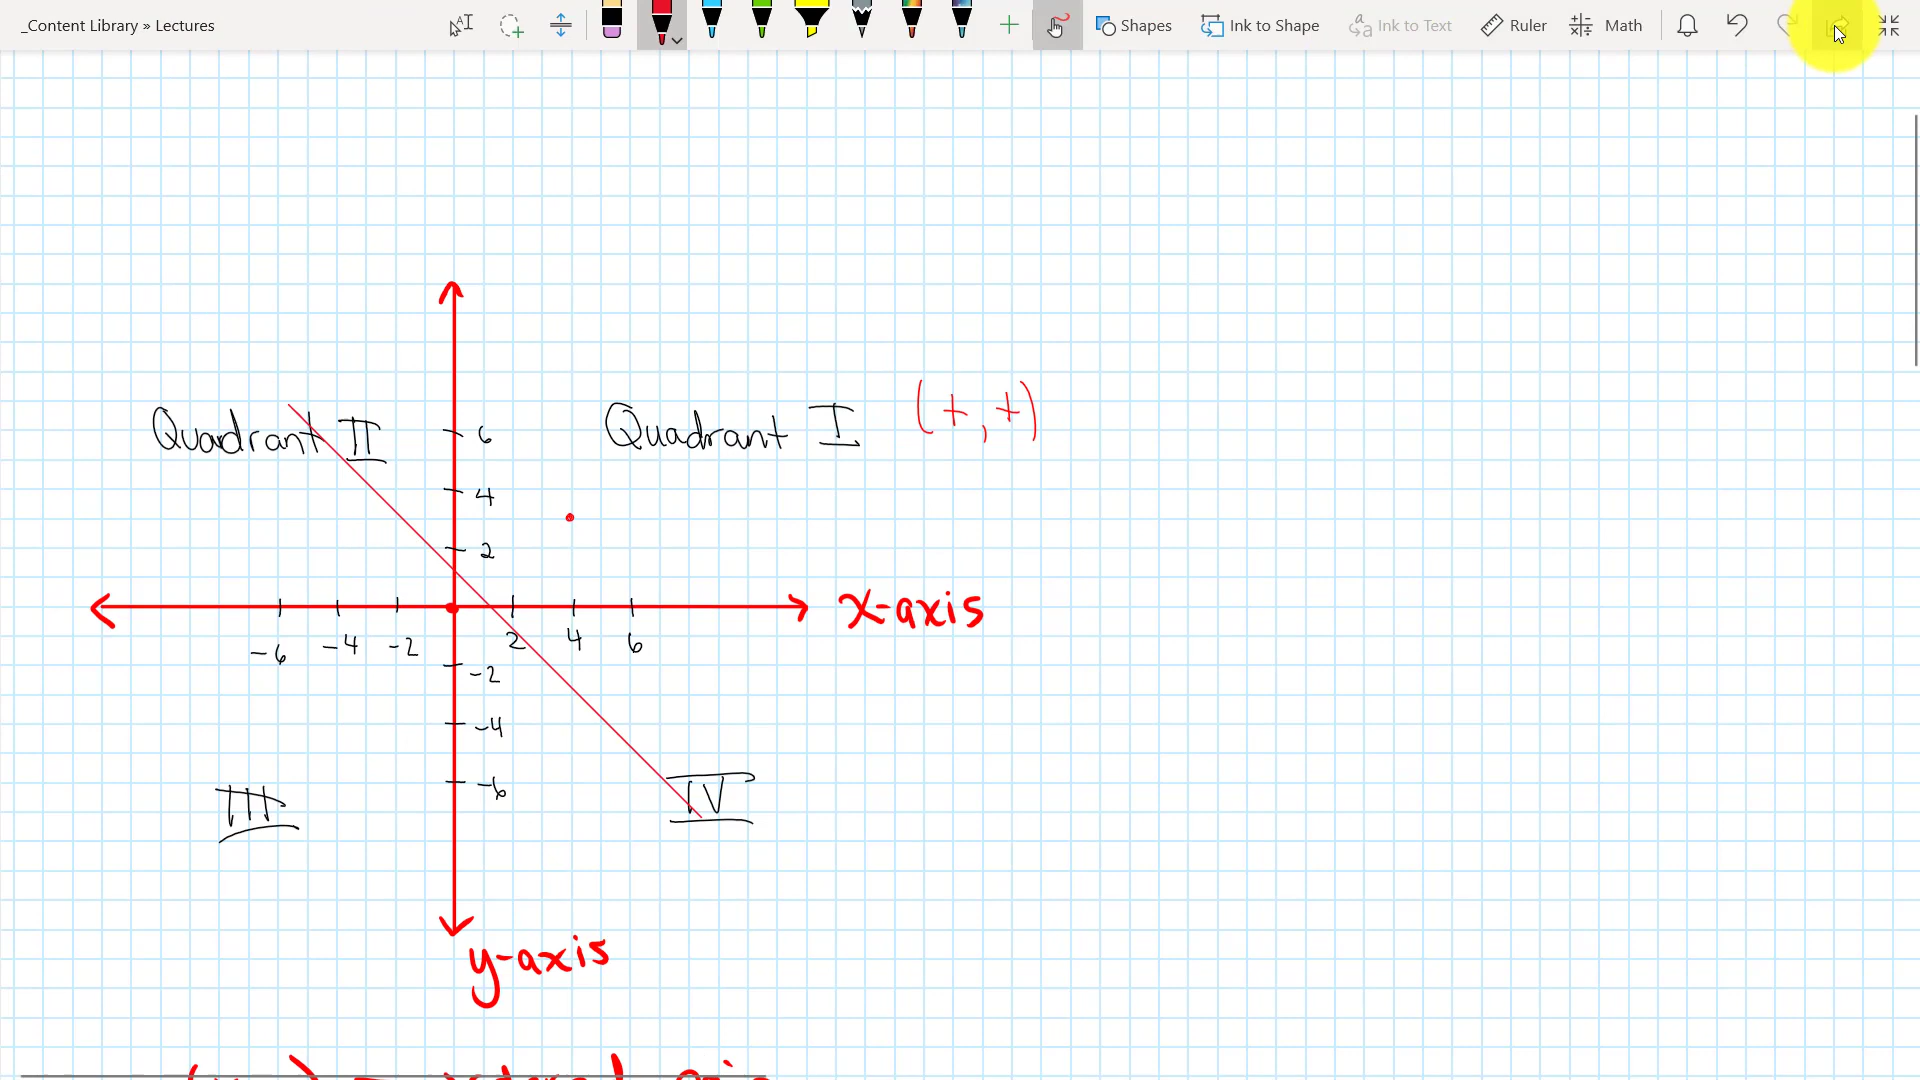 _Content Library » Lectures
Shapes
Ink to Shape
Ink to Text
Ruler
Math
Quadrant II
Quadrant I
(+, +)
6
4
2
x-axis
-6 -4 -2 2 4 6
-2
-4
-6
III
IV
y-axis